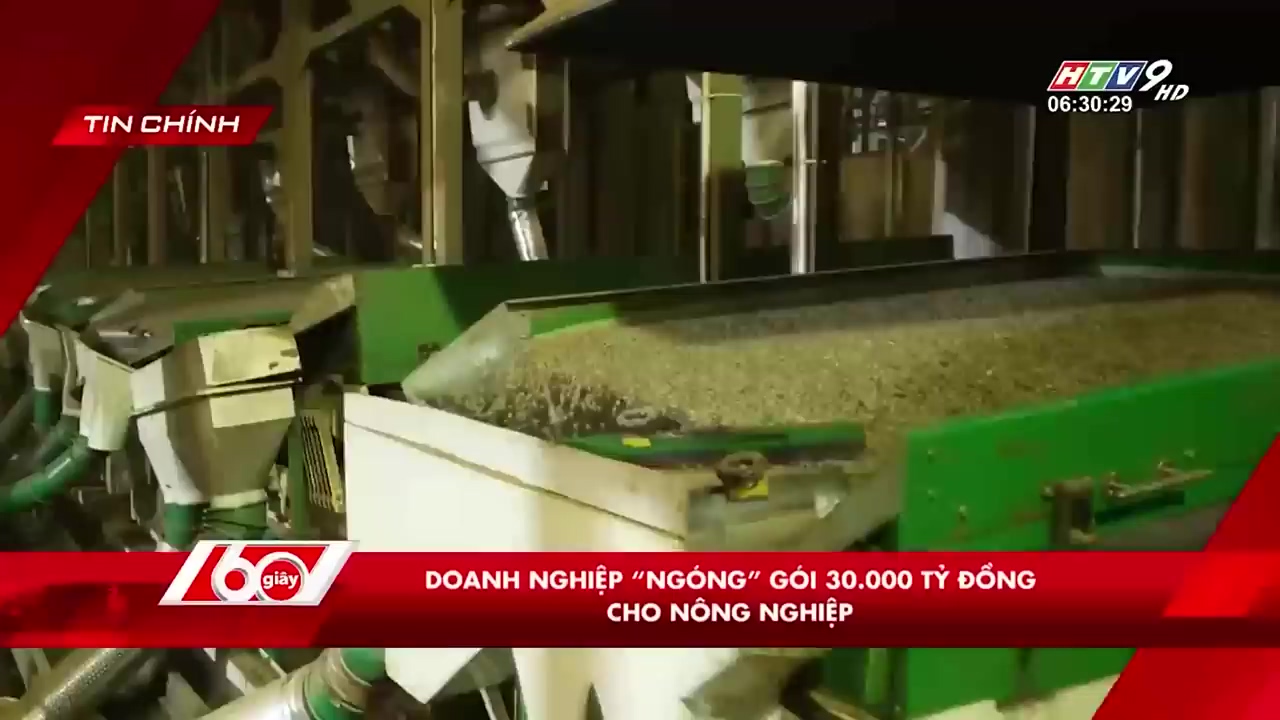 HTV9 HD
06:30:29
TIN CHÍNH
60 giây
DOANH NGHIỆP “NGÓNG” GÓI 30.000 TỶ ĐỒNG
CHO NÔNG NGHIỆP